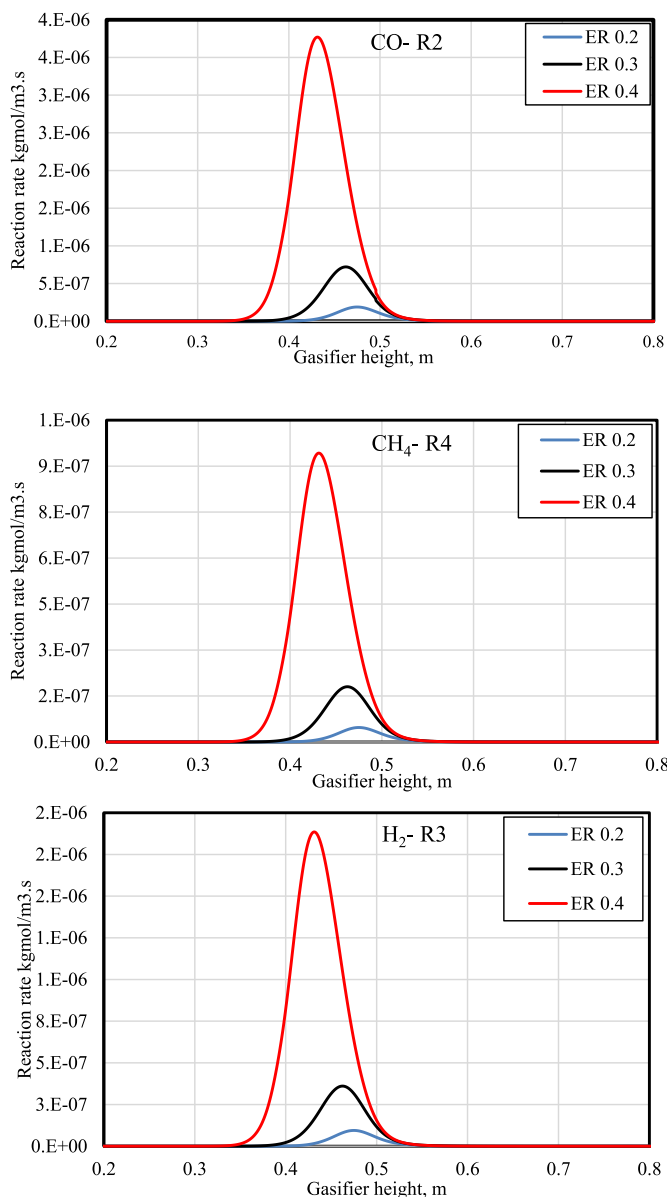 CO- R2
ER 0.2
ER 0.3
ER 0.4
Reaction rate kgmol/m3.s
4.E-06
4.E-06
3.E-06
3.E-06
2.E-06
2.E-06
1.E-06
5.E-07
0.E+00
0.2 0.3 0.4 0.5 0.6 0.7 0.8
Gasifier height, m
CH₄- R4
ER 0.2
ER 0.3
ER 0.4
Reaction rate kgmol/m3.s
1.E-06
9.E-07
8.E-07
6.E-07
5.E-07
3.E-07
2.E-07
0.E+00
0.2 0.3 0.4 0.5 0.6 0.7 0.8
Gasifier height, m
H₂- R3
ER 0.2
ER 0.3
ER 0.4
Reaction rate kgmol/m3.s
2.E-06
2.E-06
2.E-06
1.E-06
1.E-06
8.E-07
5.E-07
3.E-07
0.E+00
0.2 0.3 0.4 0.5 0.6 0.7 0.8
Gasifier height, m